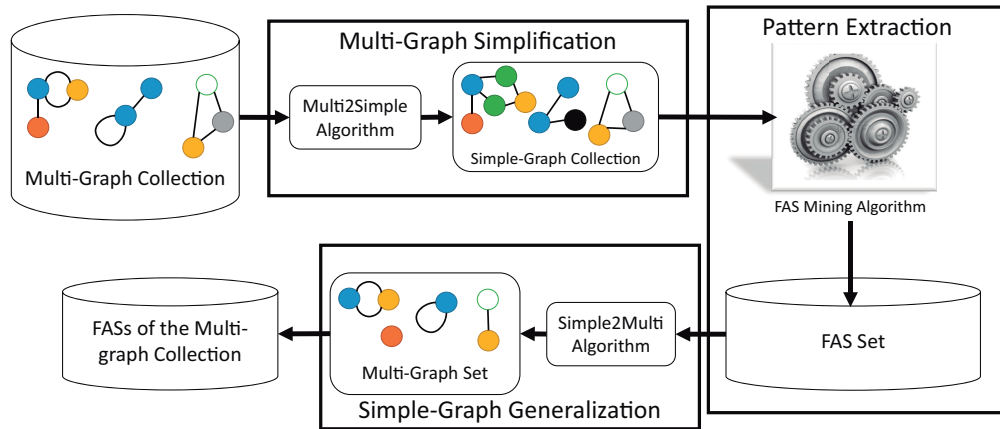 Multi-Graph Collection
Multi-Graph Simplification
Multi2Simple
Algorithm
Simple-Graph Collection
Pattern Extraction
FAS Mining Algorithm
FAS Set
Simple2Multi
Algorithm
Multi-Graph Set
Simple-Graph Generalization
FASs of the Multi-
graph Collection